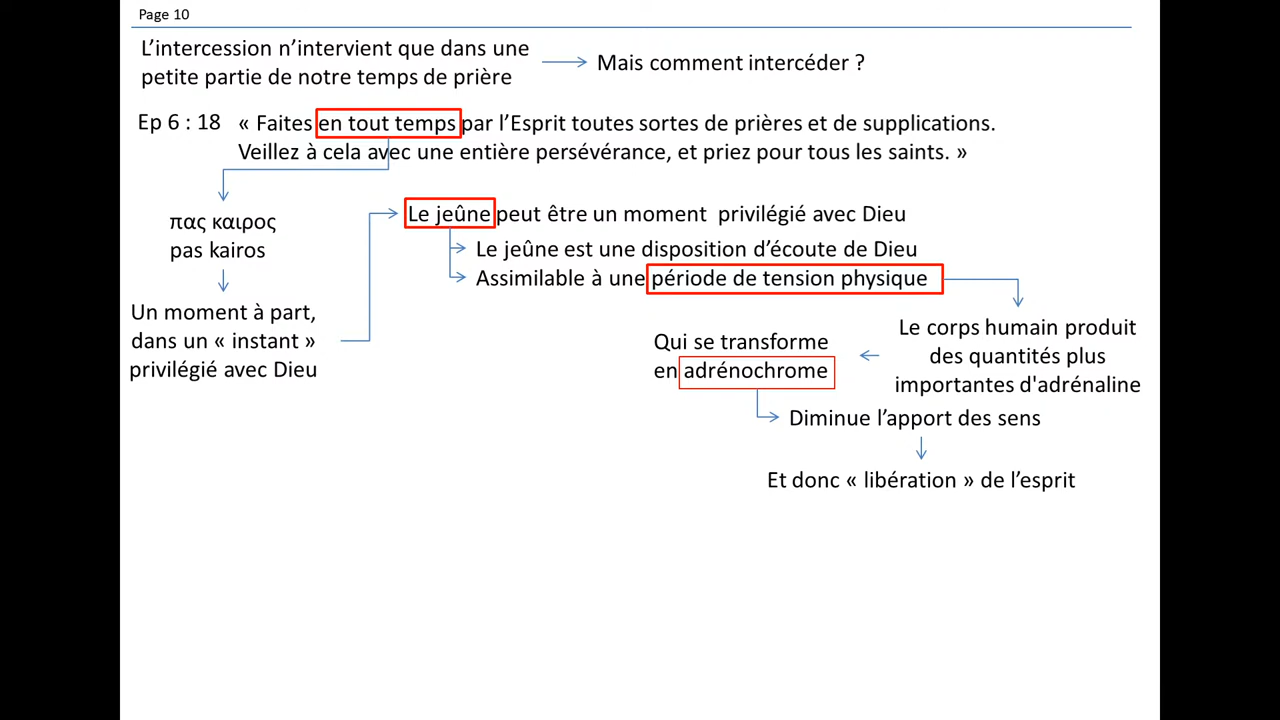 Page 10
L’intercession n’intervient que dans une
petite partie de notre temps de prière
Mais comment intercéder ?
Ep 6 : 18 « Faites en tout temps par l’Esprit toutes sortes de prières et de supplications.
Veillez à cela avec une entière persévérance, et priez pour tous les saints. »
πας καιρος
pas kairos
Un moment à part,
dans un « instant »
privilégié avec Dieu
Le jeûne peut être un moment privilégié avec Dieu
Le jeûne est une disposition d’écoute de Dieu
Assimilable à une période de tension physique
Le corps humain produit
des quantités plus
importantes d'adrénaline
Qui se transforme
en adrénochrome
Diminue l’apport des sens
Et donc « libération » de l’esprit